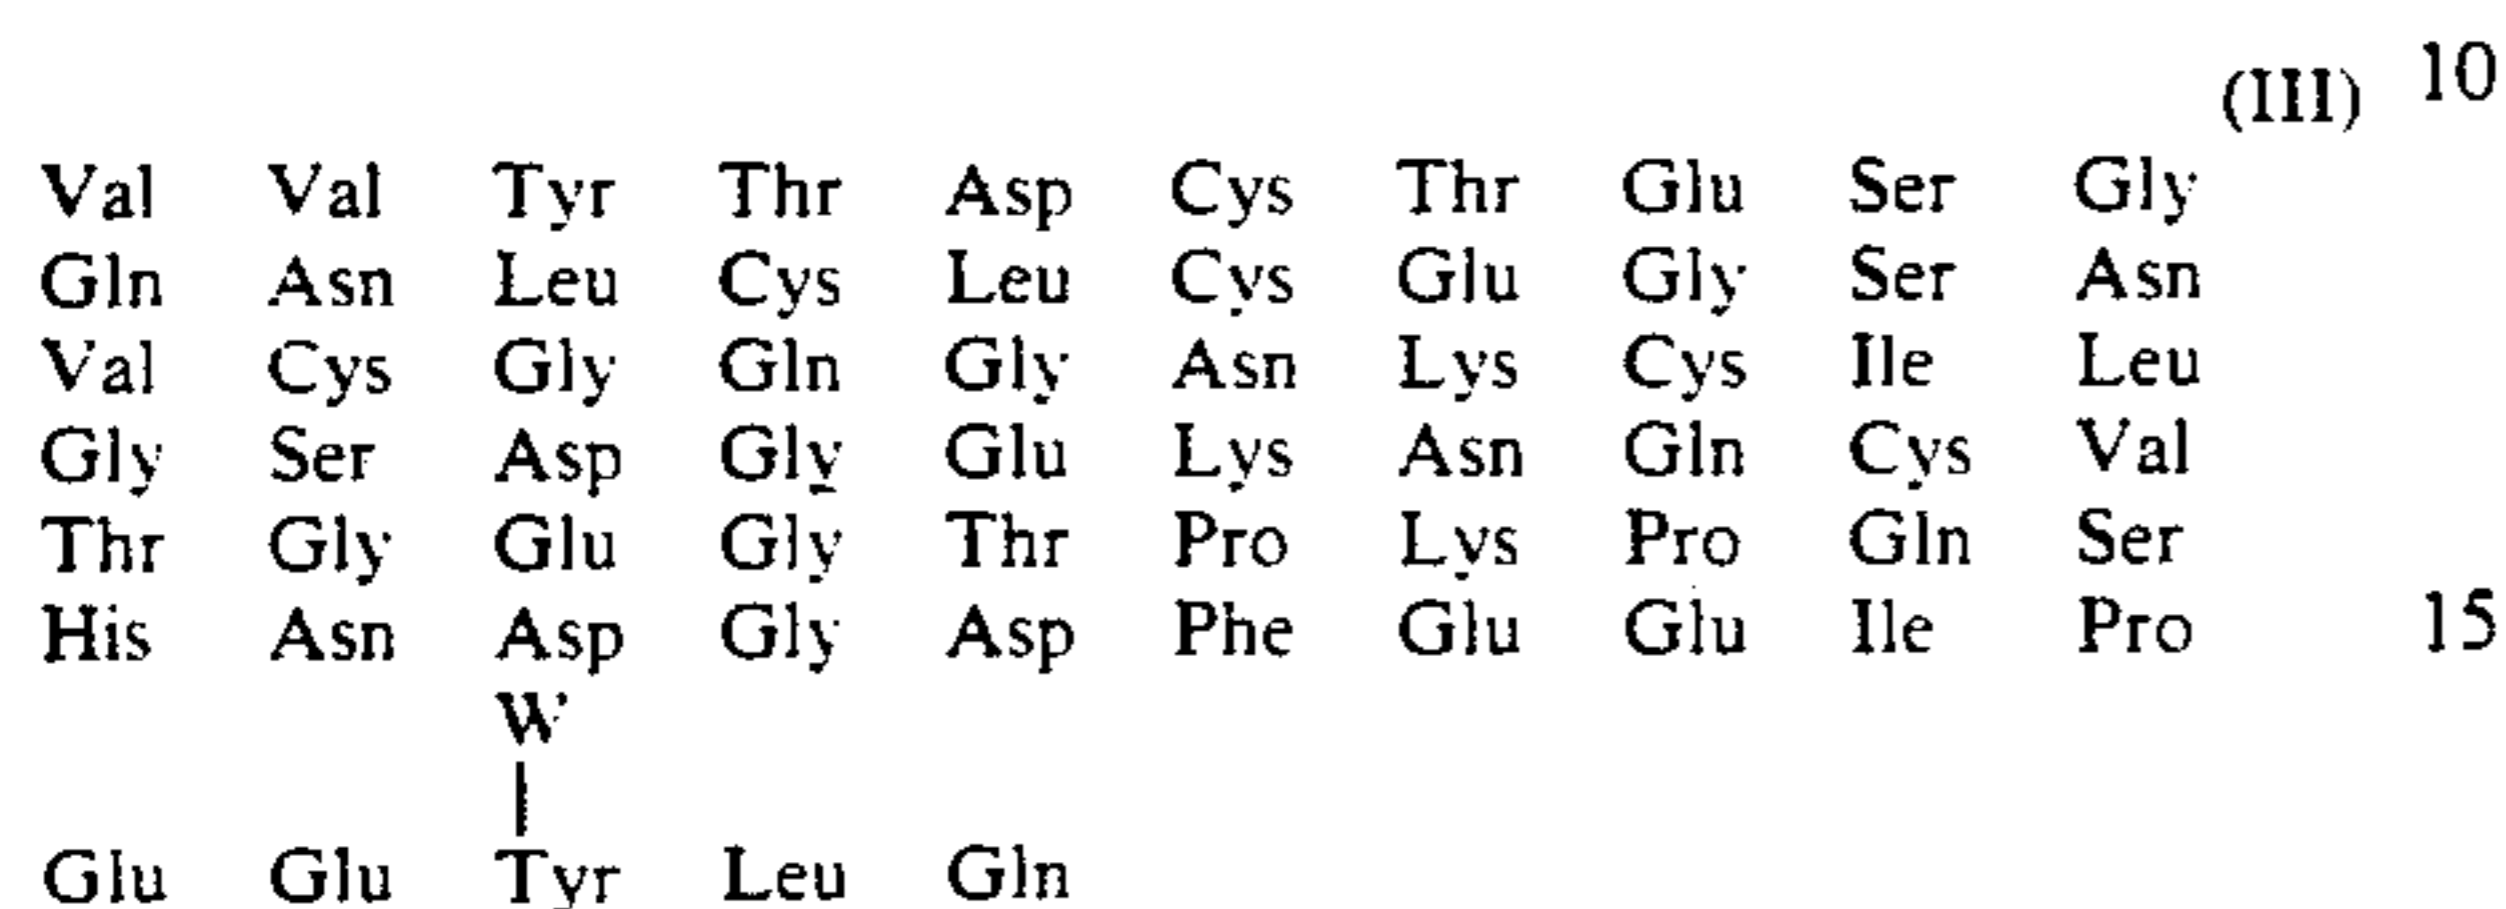 (III) 10
Val Val Tyr Thr Asp Cys Thr Glu Ser Gly
Gln Asn Leu Cys Leu Cys Glu Gly Ser Asn
Val Cys Gly Gln Gly Asn Lys Cys Ile Leu
Gly Ser Asp Gly Glu Lys Asn Gln Cys Val
Thr Gly Glu Gly Thr Pro Lys Pro Gln Ser
His Asn Asp Gly Asp Phe Glu Glu Ile Pro 15
W
|
Glu Glu Tyr Leu Gln